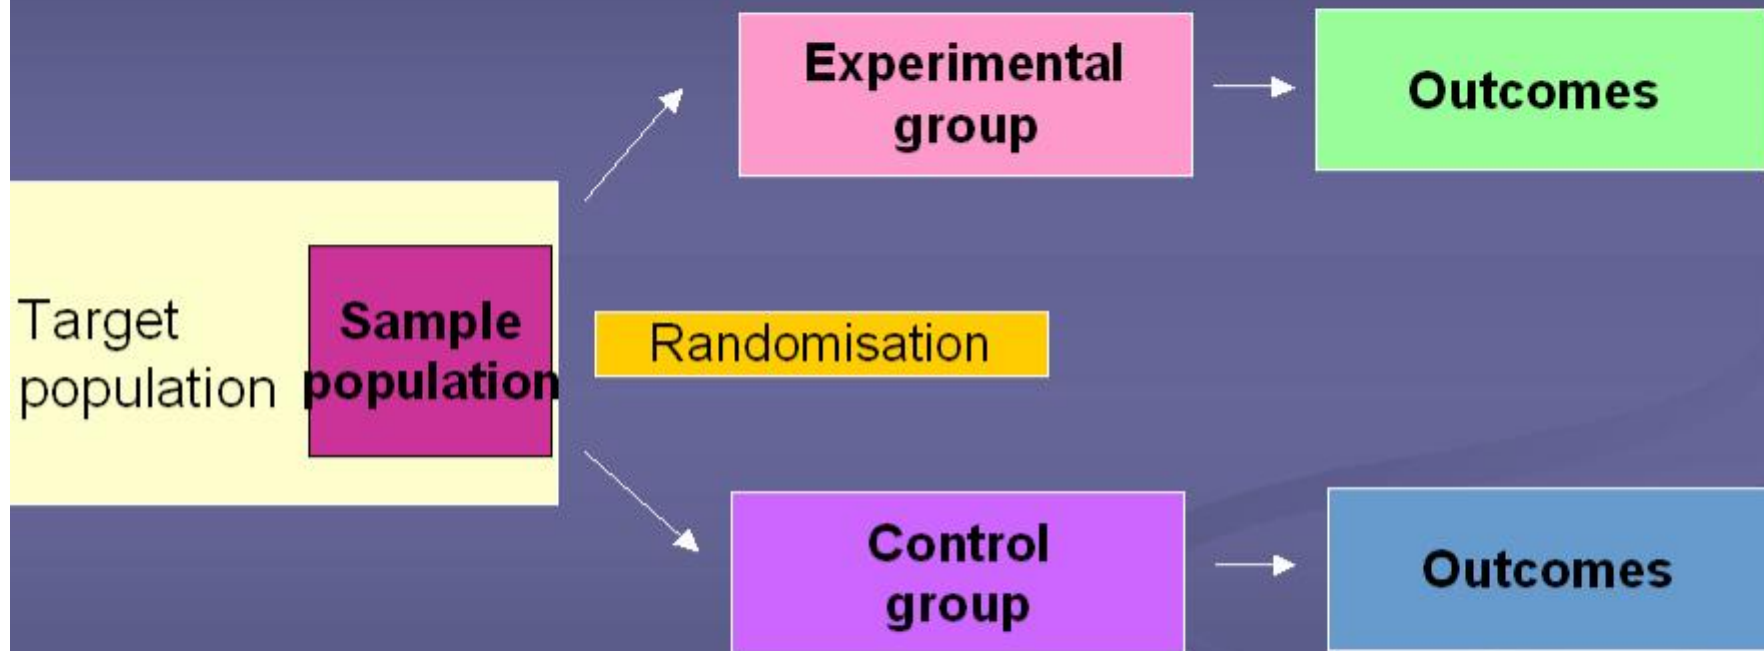 Experimental
group
Outcomes
Target
population
Sample
population
Randomisation
Control
group
Outcomes